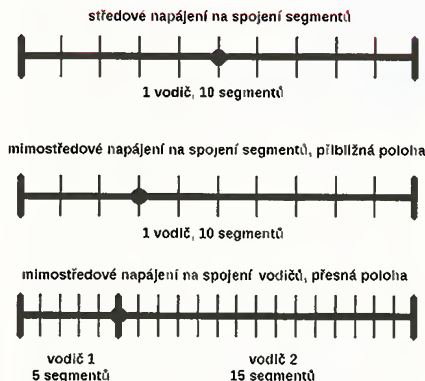 středové napájení na spojení segmentů
1 vodič, 10 segmentů
mimostředové napájení na spojení segmentů, přibližná poloha
1 vodič, 10 segmentů
mimostředové napájení na spojení vodičů, přesná poloha
vodič 1 vodič 2
5 segmentů 15 segmentů